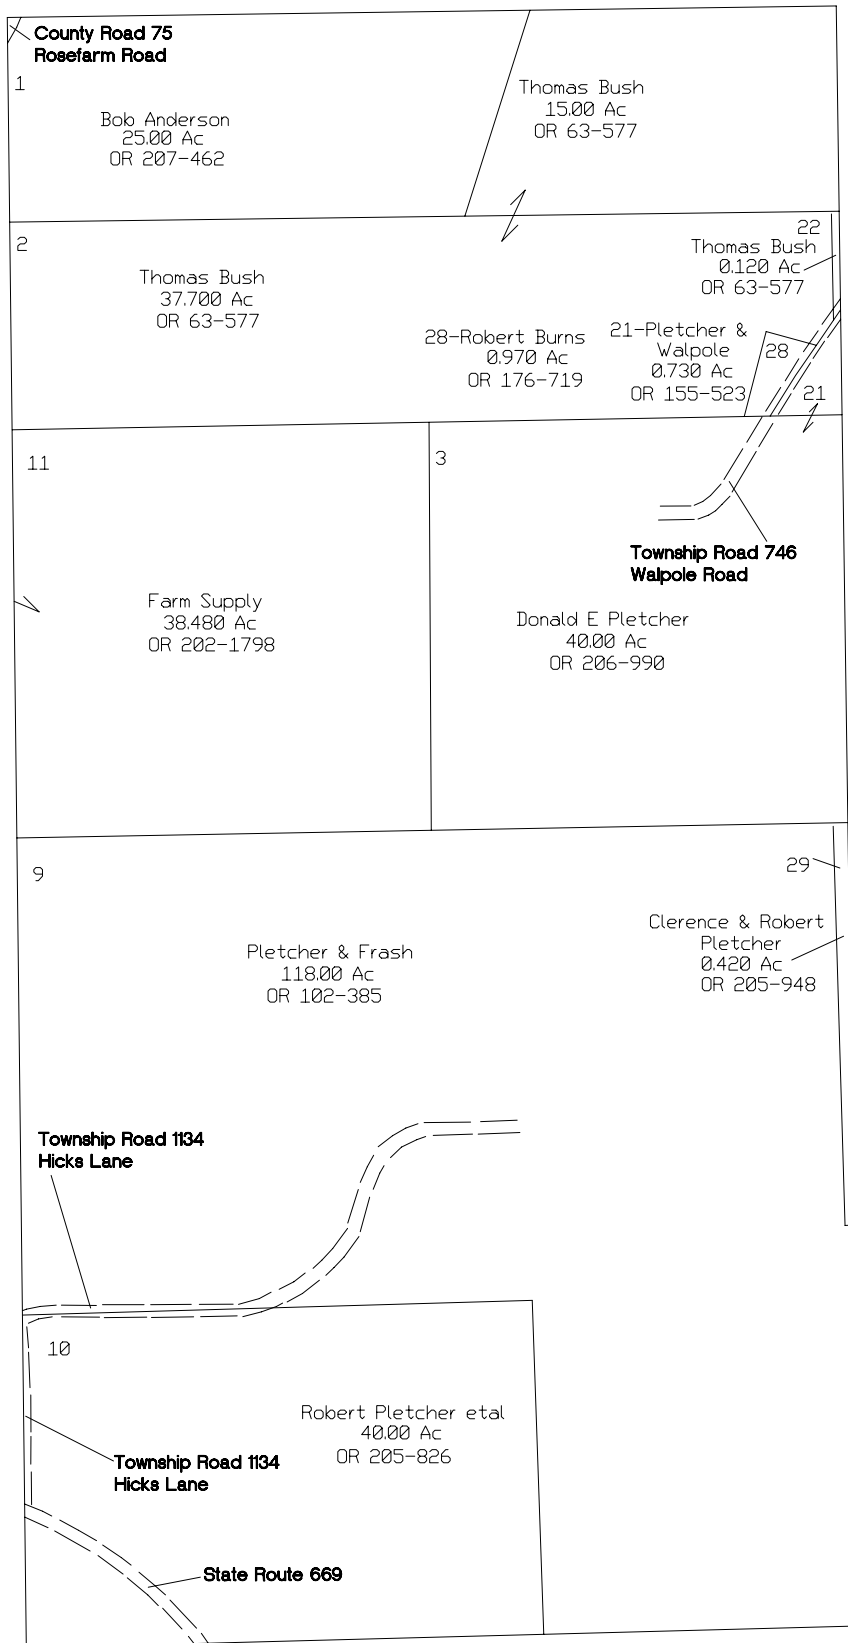 County Road 75
Rosefarm Road
1
Bob Anderson
25.00 Ac
OR 207-462
Thomas Bush
15.00 Ac
OR 63-577
2
Thomas Bush
37.700 Ac
OR 63-577
22
Thomas Bush
0.120 Ac
OR 63-577
28-Robert Burns
0.970 Ac
OR 176-719
21-Pletcher &
Walpole
0.730 Ac
OR 155-523
28
21
11
3
Township Road 746
Walpole Road
Farm Supply
38.480 Ac
OR 202-1798
Donald E Pletcher
40.00 Ac
OR 206-990
9
29
Pletcher & Frash
118.00 Ac
OR 102-385
Clerence & Robert
Pletcher
0.420 Ac
OR 205-948
Township Road 1134
Hicks Lane
10
Robert Pletcher etal
40.00 Ac
OR 205-826
Township Road 1134
Hicks Lane
State Route 669